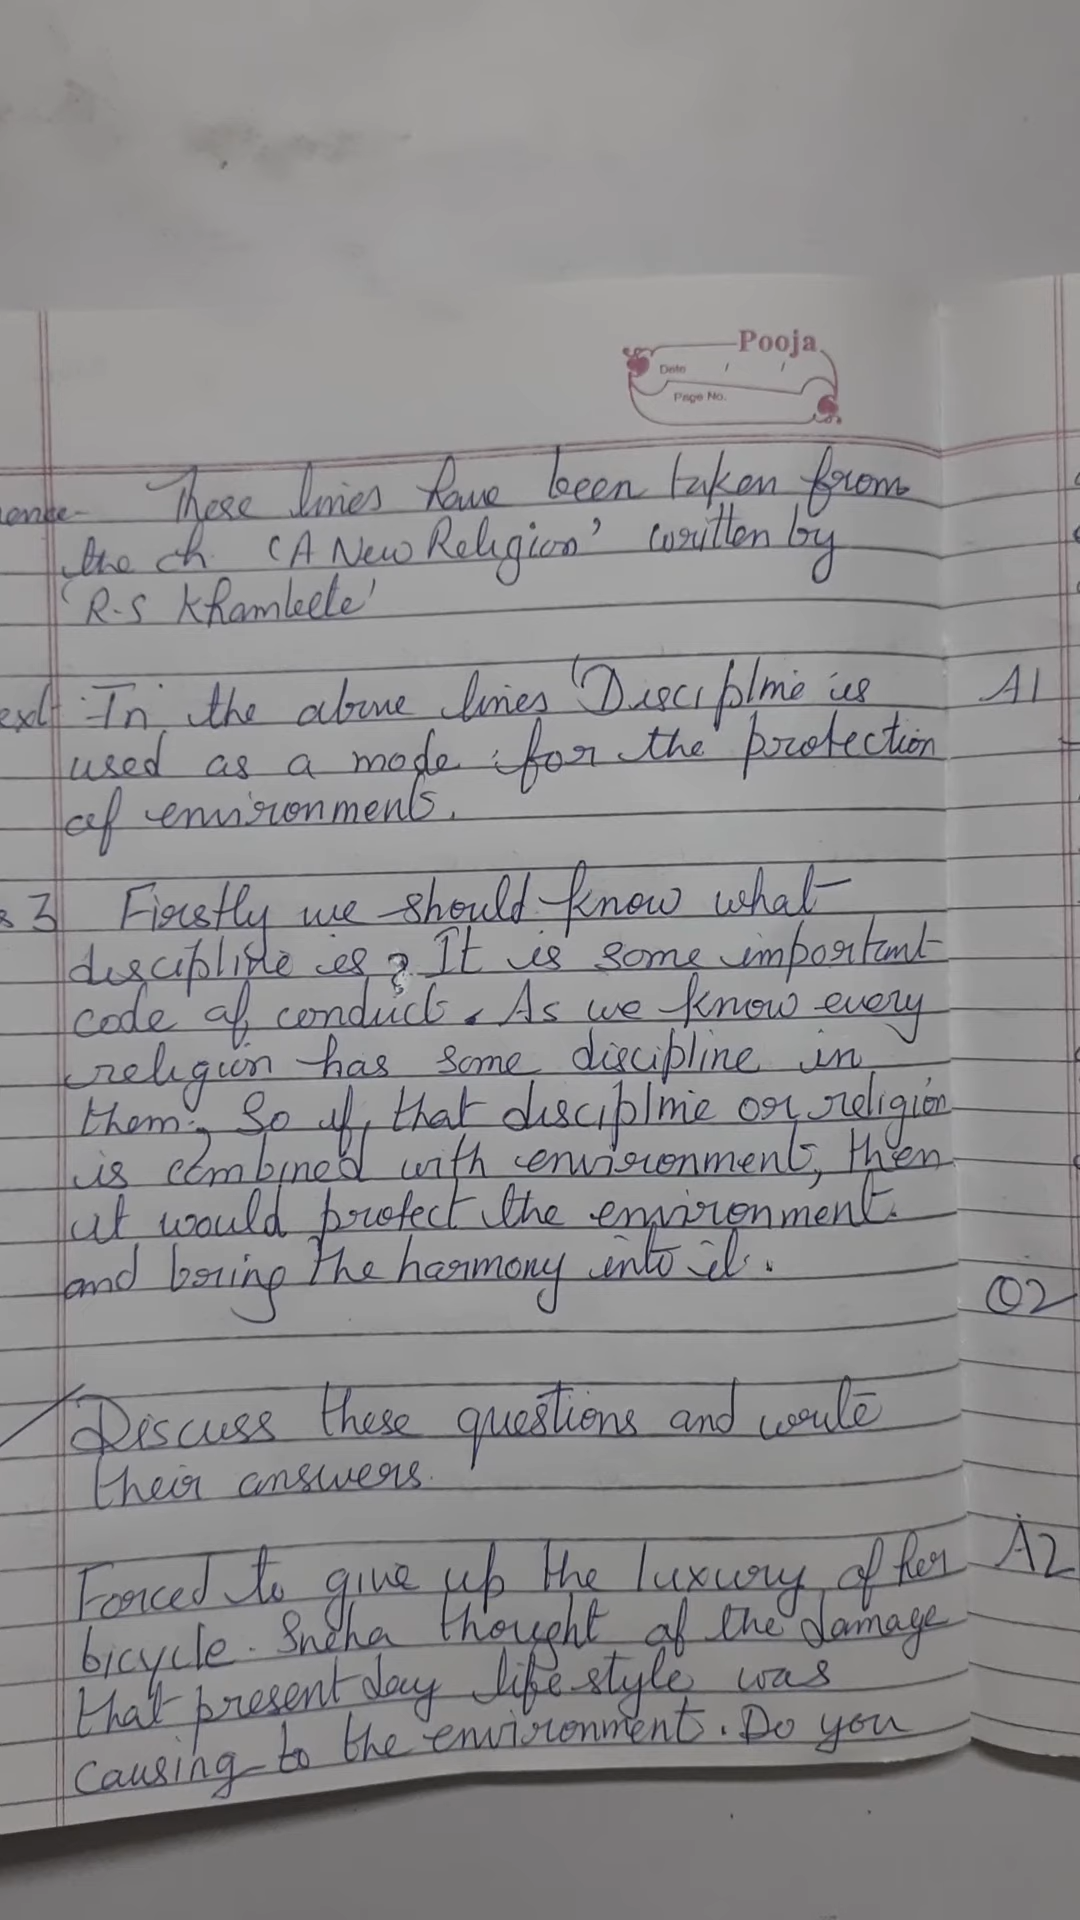 Pooja
Date / /
Page No.
These lines have been taken from
the ch. 'A New Religion' written by
'R.S Khamleete'
A1
In the above lines 'Discipline is
used as a mode for the protection
of environment.
3 Firstly we should know what
discipline is? It is some important
code of conduct. As we know every
religion has some discipline in
them. So if that discipline or religion
is combined with environment, then
it would protect the environment.
and bring the harmony into it.
Q2
Discuss these questions and write
their answers.
A2
Forced to give up the luxury of her
bicycle. Sneha thought of the damage
that present day life style was
causing to the environment. Do you